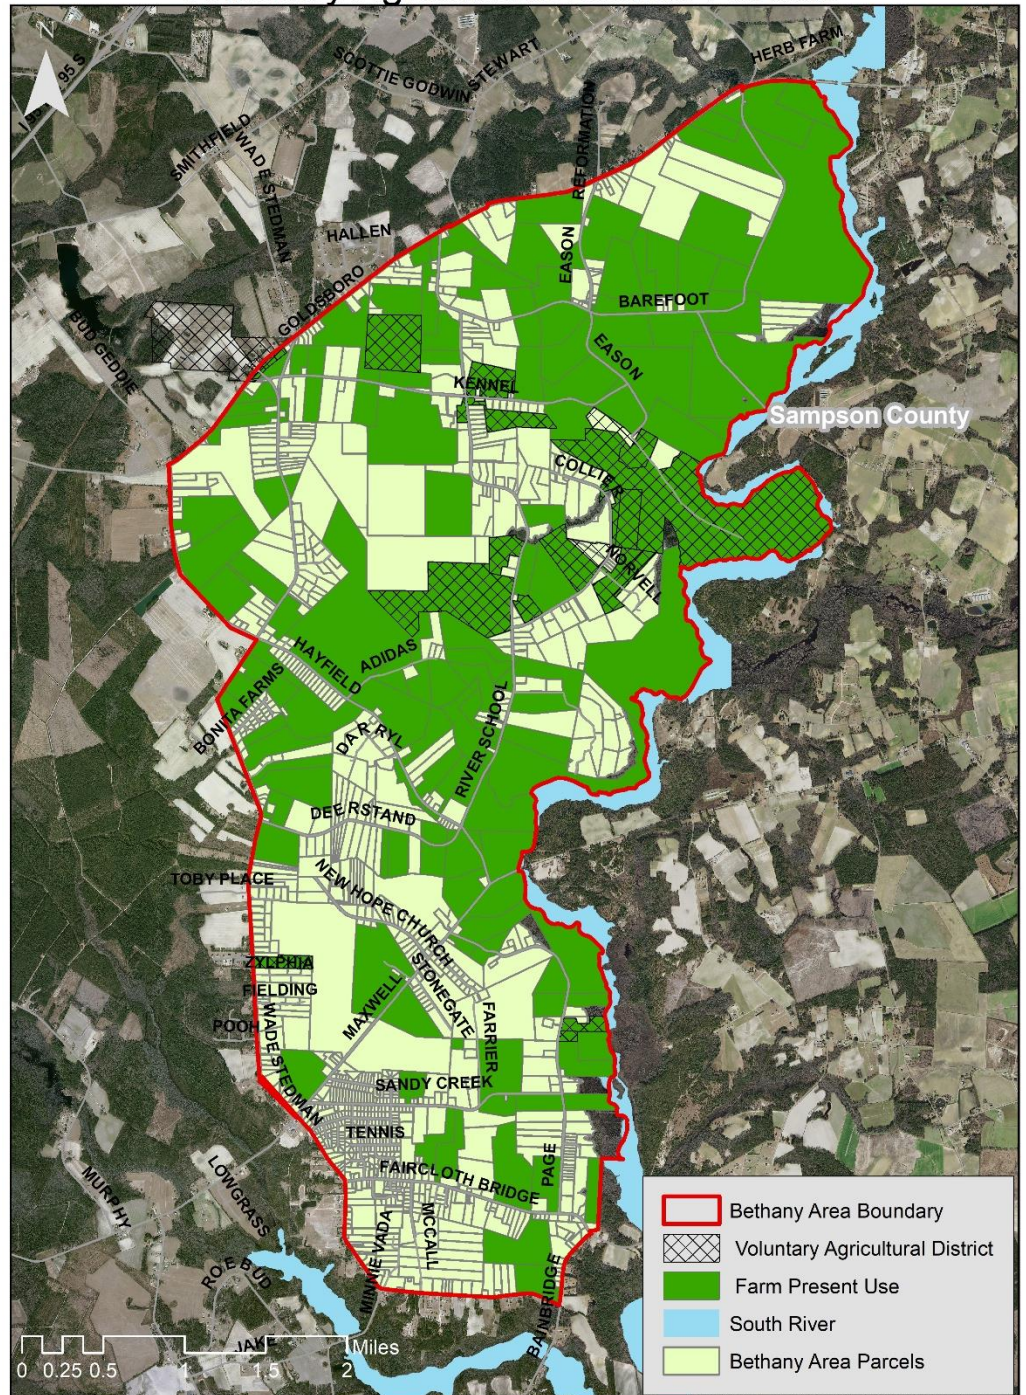 N
I 95
95 S
SCOTTIE GODWIN
STEWART
HERB FARM
SMITHFIELD
WADE STEDMAN
REFORMATION
HALLEN
EASON
GOLDSBORO
BAREFOOT
BUD GEDDIE
EASON
KENNEL
Sampson County
COLLIER
NORVELL
HAYFIELD
ADIDAS
BONITA FARMS
DARRYL
RIVER SCHOOL
DEERSTAND
TOBY PLACE
NEW HOPE CHURCH
ZYLPHIA
STONEGATE
FIELDING
MAXWELL
FARRIER
POOH
WADE STEDMAN
SANDY CREEK
TENNIS
PAGE
FAIRCLOTH BRIDGE
LOWGRASS
MURPHY
MCCALL
MINNIE VADA
ROEBUD
BAINBRIDGE
JAKE
Miles
0 0.25 0.5 1 1.5 2
Bethany Area Boundary
Voluntary Agricultural District
Farm Present Use
South River
Bethany Area Parcels